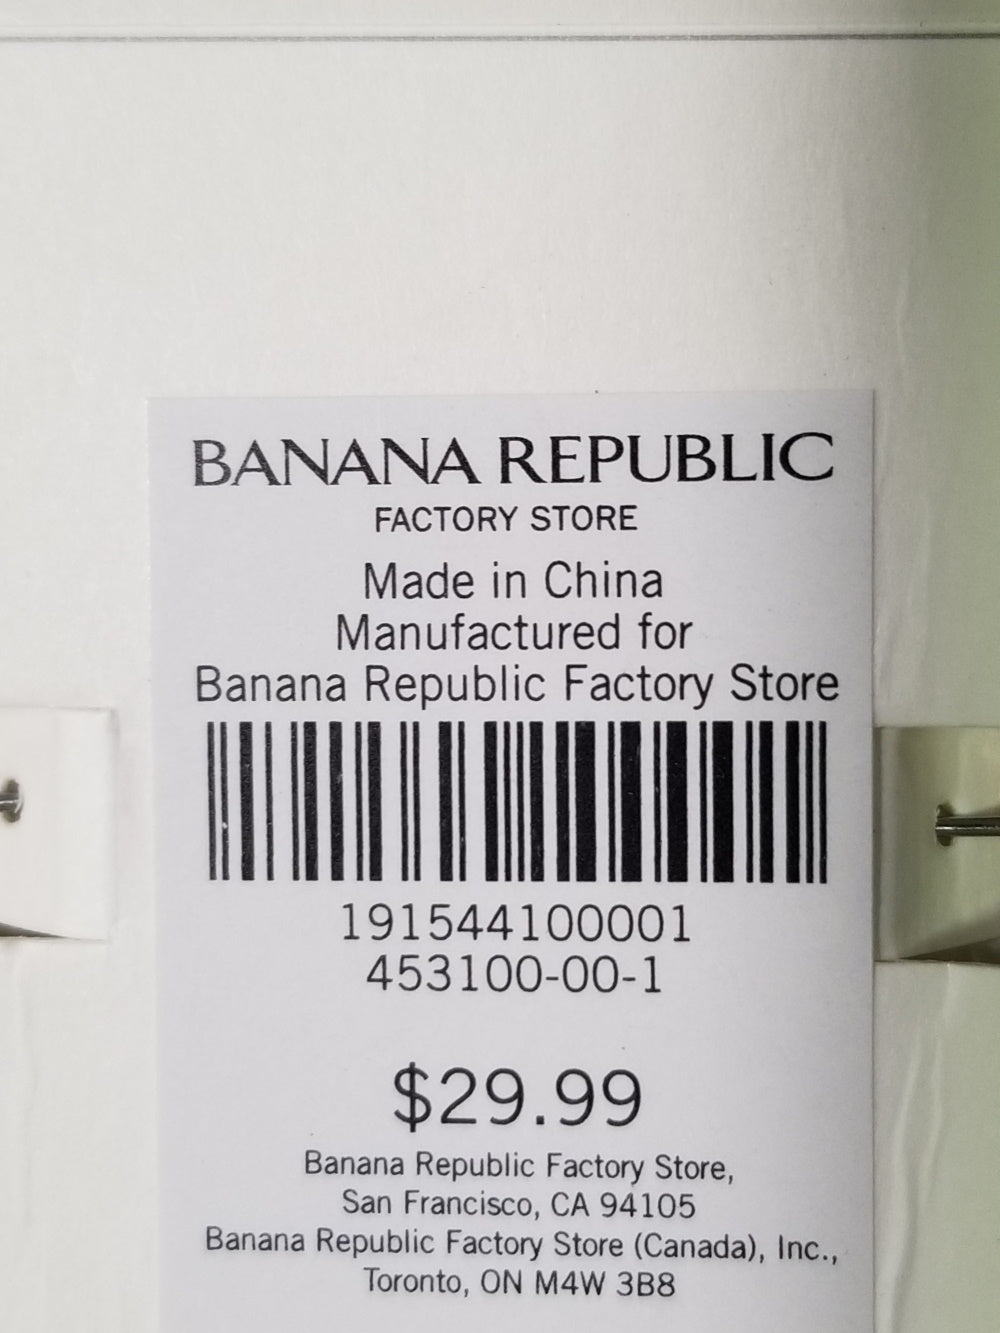 BANANA REPUBLIC
FACTORY STORE
Made in China
Manufactured for
Banana Republic Factory Store
191544100001
453100-00-1
$29.99
Banana Republic Factory Store,
San Francisco, CA 94105
Banana Republic Factory Store (Canada), Inc.,
Toronto, ON M4W 3B8